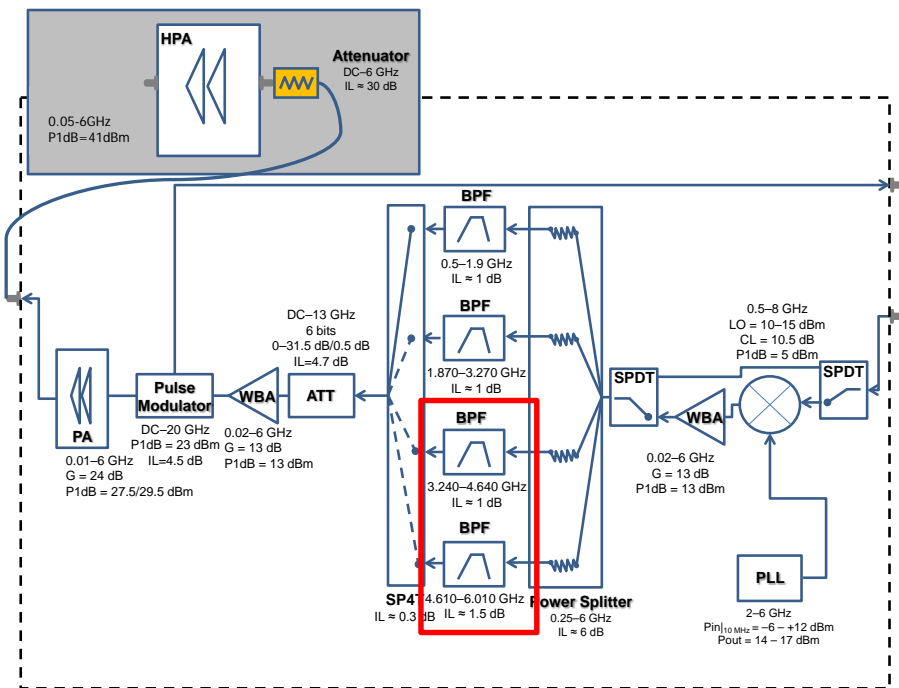 HPA
Attenuator
DC–6 GHz
IL ≈ 30 dB
0.05-6GHz
P1dB=41dBm
BPF
0.5–1.9 GHz
IL ≈ 1 dB
BPF
1.870–3.270 GHz
IL ≈ 1 dB
BPF
3.240–4.640 GHz
IL ≈ 1 dB
BPF
4.610–6.010 GHz
IL ≈ 1.5 dB
SP4T
IL ≈ 0.3 dB
Power Splitter
0.25–6 GHz
IL ≈ 6 dB
DC–13 GHz
6 bits
0–31.5 dB/0.5 dB
IL=4.7 dB
ATT
WBA
0.02–6 GHz
G = 13 dB
P1dB = 13 dBm
Pulse
Modulator
DC–20 GHz
P1dB = 23 dBm
IL=4.5 dB
PA
0.01–6 GHz
G = 24 dB
P1dB = 27.5/29.5 dBm
SPDT
WBA
0.02–6 GHz
G = 13 dB
P1dB = 13 dBm
0.5–8 GHz
LO = 10–15 dBm
CL = 10.5 dB
P1dB = 5 dBm
SPDT
PLL
2–6 GHz
Pin|10 MHz = –6 – +12 dBm
Pout = 14 – 17 dBm